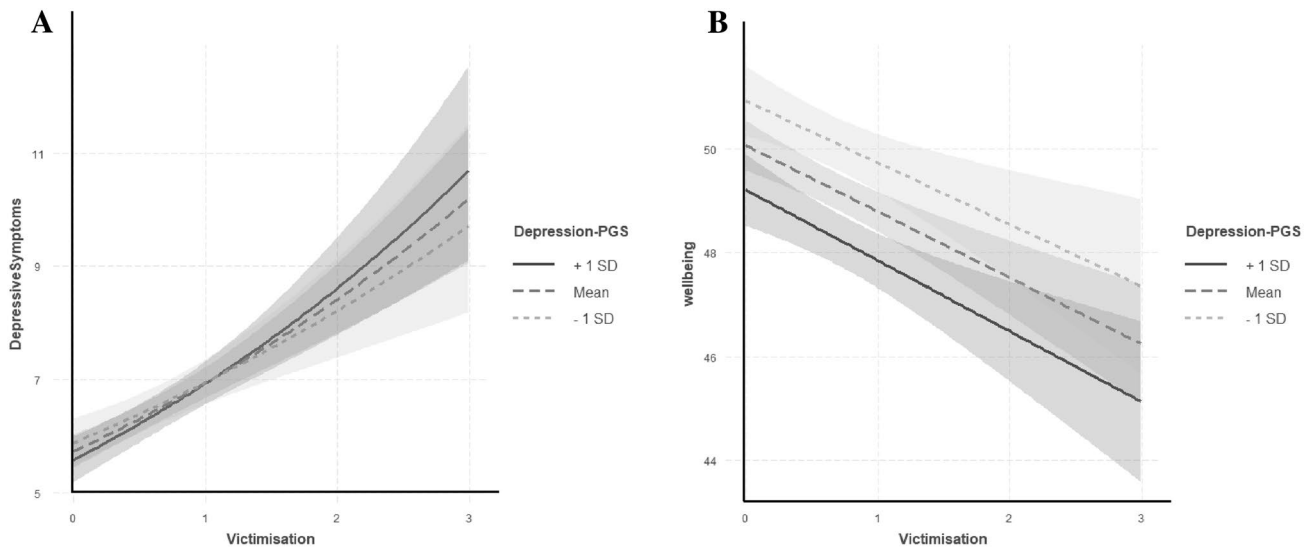 A
DepressiveSymptoms
11
9
7
5
0
1
2
3
Victimisation
Depression-PGS
+ 1 SD
Mean
- 1 SD
B
wellbeing
50
48
46
44
0
1
2
3
Victimisation
Depression-PGS
+ 1 SD
Mean
- 1 SD